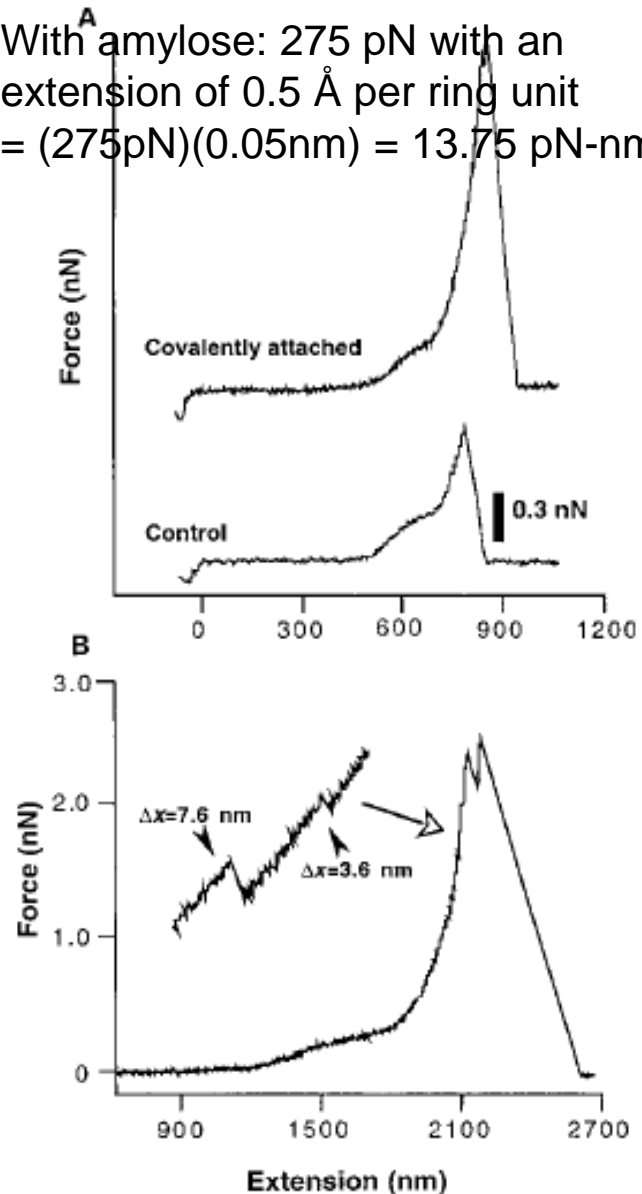 A
With amylose: 275 pN with an
extension of 0.5 Å per ring unit
= (275pN)(0.05nm) = 13.75 pN-nm
Force (nN)
Covalently attached
Control
0.3 nN
0 300 600 900 1200
B
3.0
2.0
1.0
0
Force (nN)
Δx=7.6 nm
Δx=3.6 nm
900 1500 2100 2700
Extension (nm)